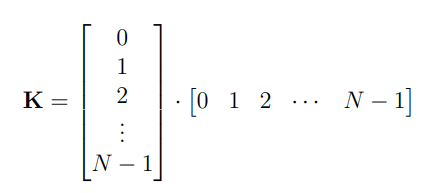 0
1
2
K = ⋮ · [0 1 2 ⋯ N − 1]
N − 1